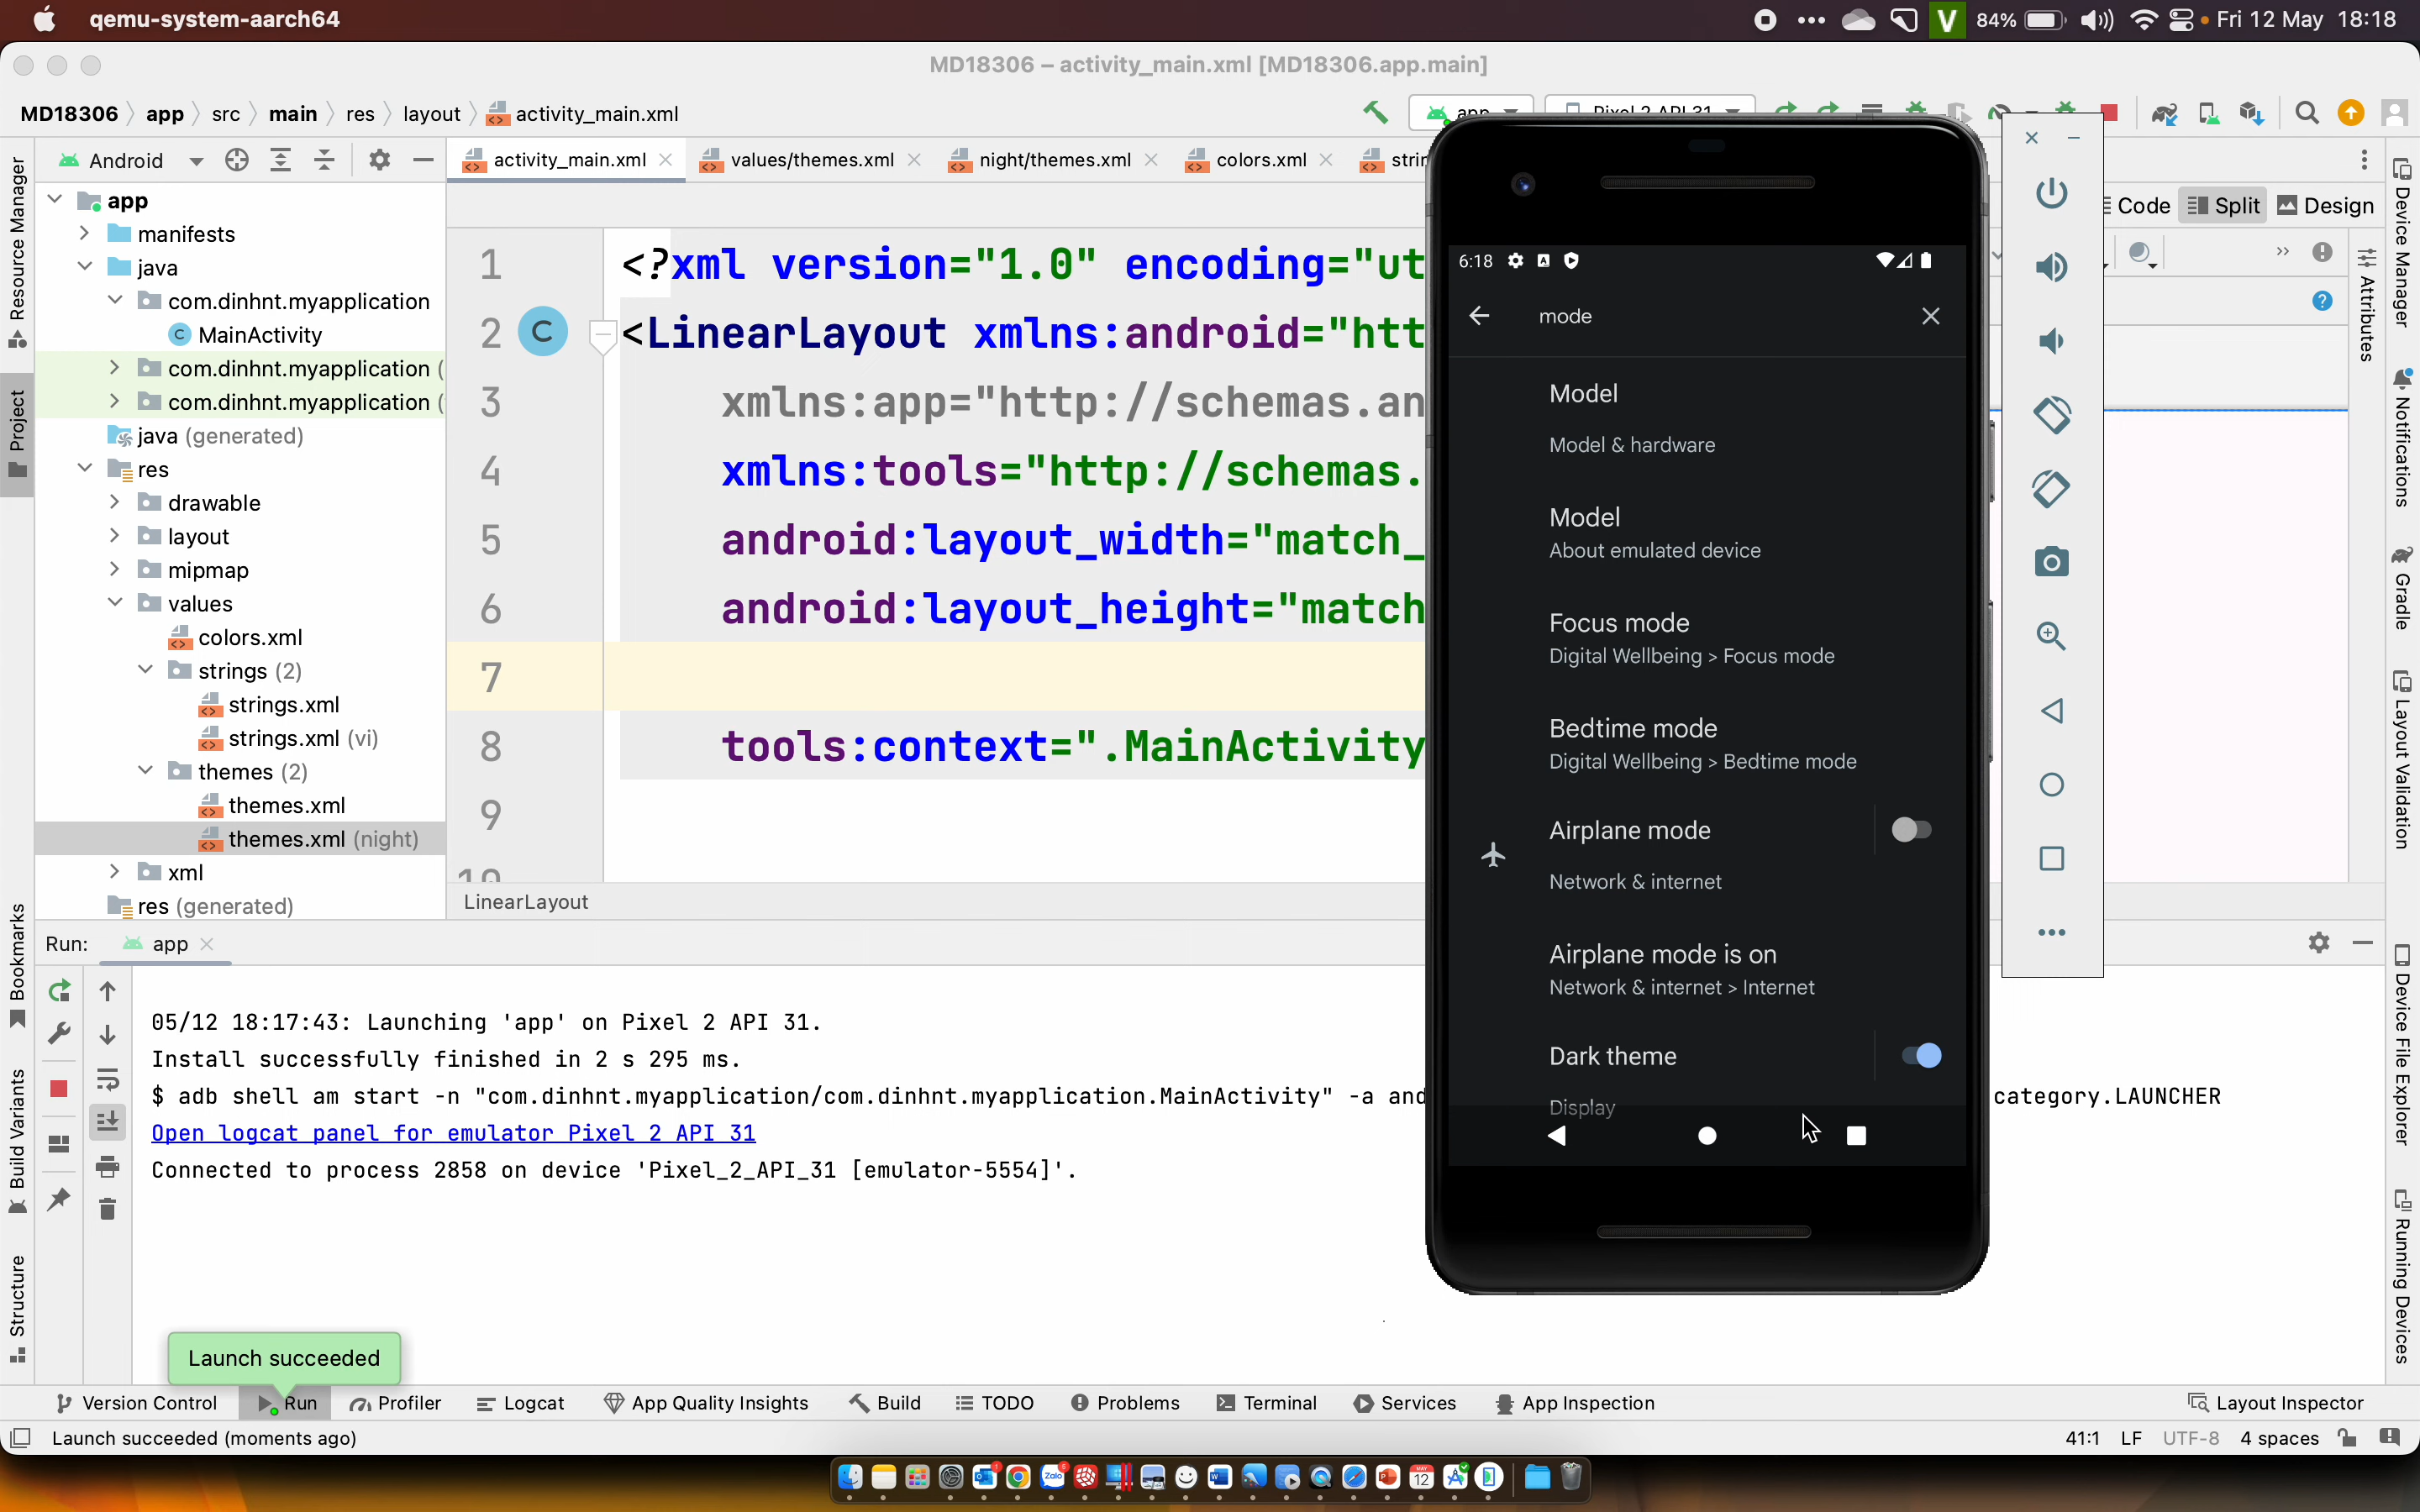 qemu-system-aarch64
84%
Fri 12 May 18:18
MD18306 – activity_main.xml [MD18306.app.main]
MD18306 app src main res layout activity_main.xml
Android
activity_main.xml
values/themes.xml
night/themes.xml
colors.xml
Code
Split
Design
Resource Manager
Project
Bookmarks
Build Variants
Structure
app
manifests
java
com.dinhnt.myapplication
MainActivity
com.dinhnt.myapplication (
com.dinhnt.myapplication (
java (generated)
res
drawable
layout
mipmap
values
colors.xml
strings (2)
strings.xml
strings.xml (vi)
themes (2)
themes.xml
themes.xml (night)
xml
res (generated)
1 <?xml version="1.0" encoding="ut
2 <LinearLayout xmlns:android="htt
3 xmlns:app="http://schemas.an
4 xmlns:tools="http://schemas.
5 android:layout_width="match_
6 android:layout_height="match
7
8 tools:context=".MainActivity
9
10
LinearLayout
6:18
mode
Model
Model & hardware
Model
About emulated device
Focus mode
Digital Wellbeing > Focus mode
Bedtime mode
Digital Wellbeing > Bedtime mode
Airplane mode
Network & internet
Airplane mode is on
Network & internet > Internet
Dark theme
Display
Attributes
Device Manager
Notifications
Gradle
Layout Validation
Device File Explorer
Running Devices
Run: app
05/12 18:17:43: Launching 'app' on Pixel 2 API 31.
Install successfully finished in 2 s 295 ms.
$ adb shell am start -n "com.dinhnt.myapplication/com.dinhnt.myapplication.MainActivity" -a and
category.LAUNCHER
Open logcat panel for emulator Pixel 2 API 31
Connected to process 2858 on device 'Pixel_2_API_31 [emulator-5554]'.
Launch succeeded
Version Control Run Profiler Logcat App Quality Insights Build TODO Problems Terminal Services App Inspection Layout Inspector
Launch succeeded (moments ago)
41:1 LF UTF-8 4 spaces